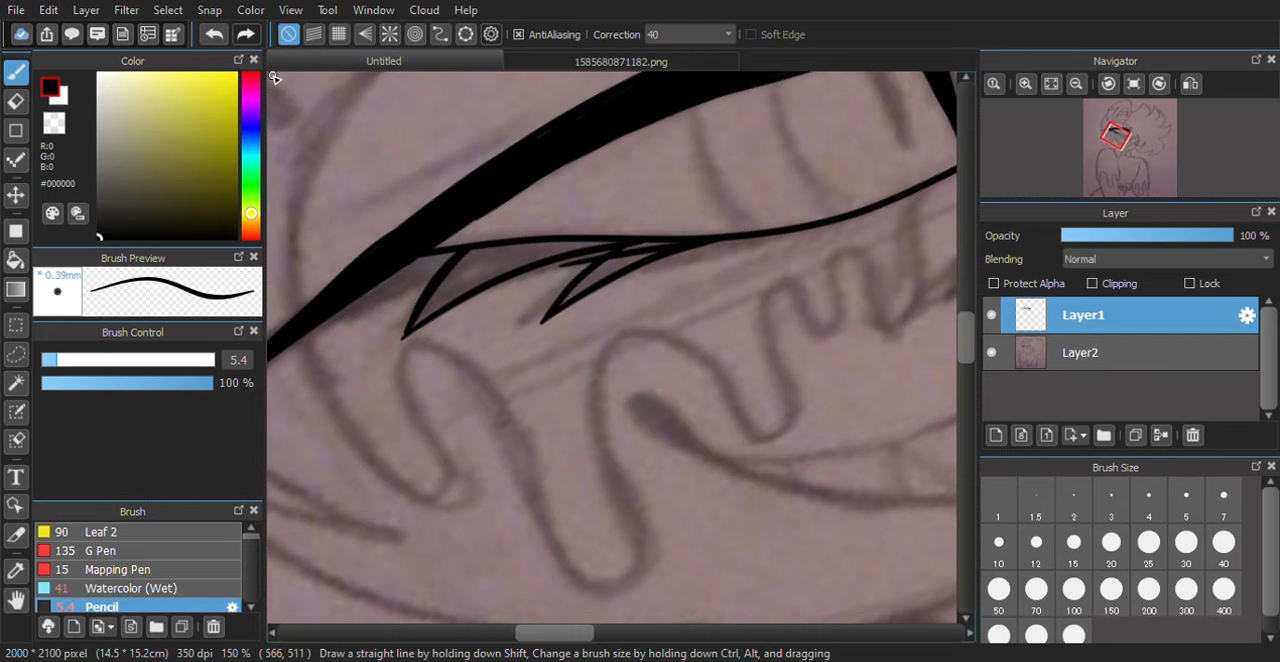 File Edit Layer Filter Select Snap Color View Tool Window Cloud Help
AntiAliasing Correction 40 Soft Edge
Color
Untitled
1585680871182.png
Navigator
R:0
G:0
B:0
#000000
Brush Preview
* 0.39mm
Brush Control
5.4
100 %
Brush
90 Leaf 2
135 G Pen
15 Mapping Pen
41 Watercolor (Wet)
5.4 Pencil
Layer
Opacity 100 %
Blending Normal
Protect Alpha Clipping Lock
Layer1
Layer2
Brush Size
1 1.5 2 3 4 5 7
10 12 15 20 25 30 40
50 70 100 150 200 300 400
2000 * 2100 pixel (14.5 * 15.2cm) 350 dpi 150 % ( 566, 511 ) Draw a straight line by holding down Shift, Change a brush size by holding down Ctrl, Alt, and dragging